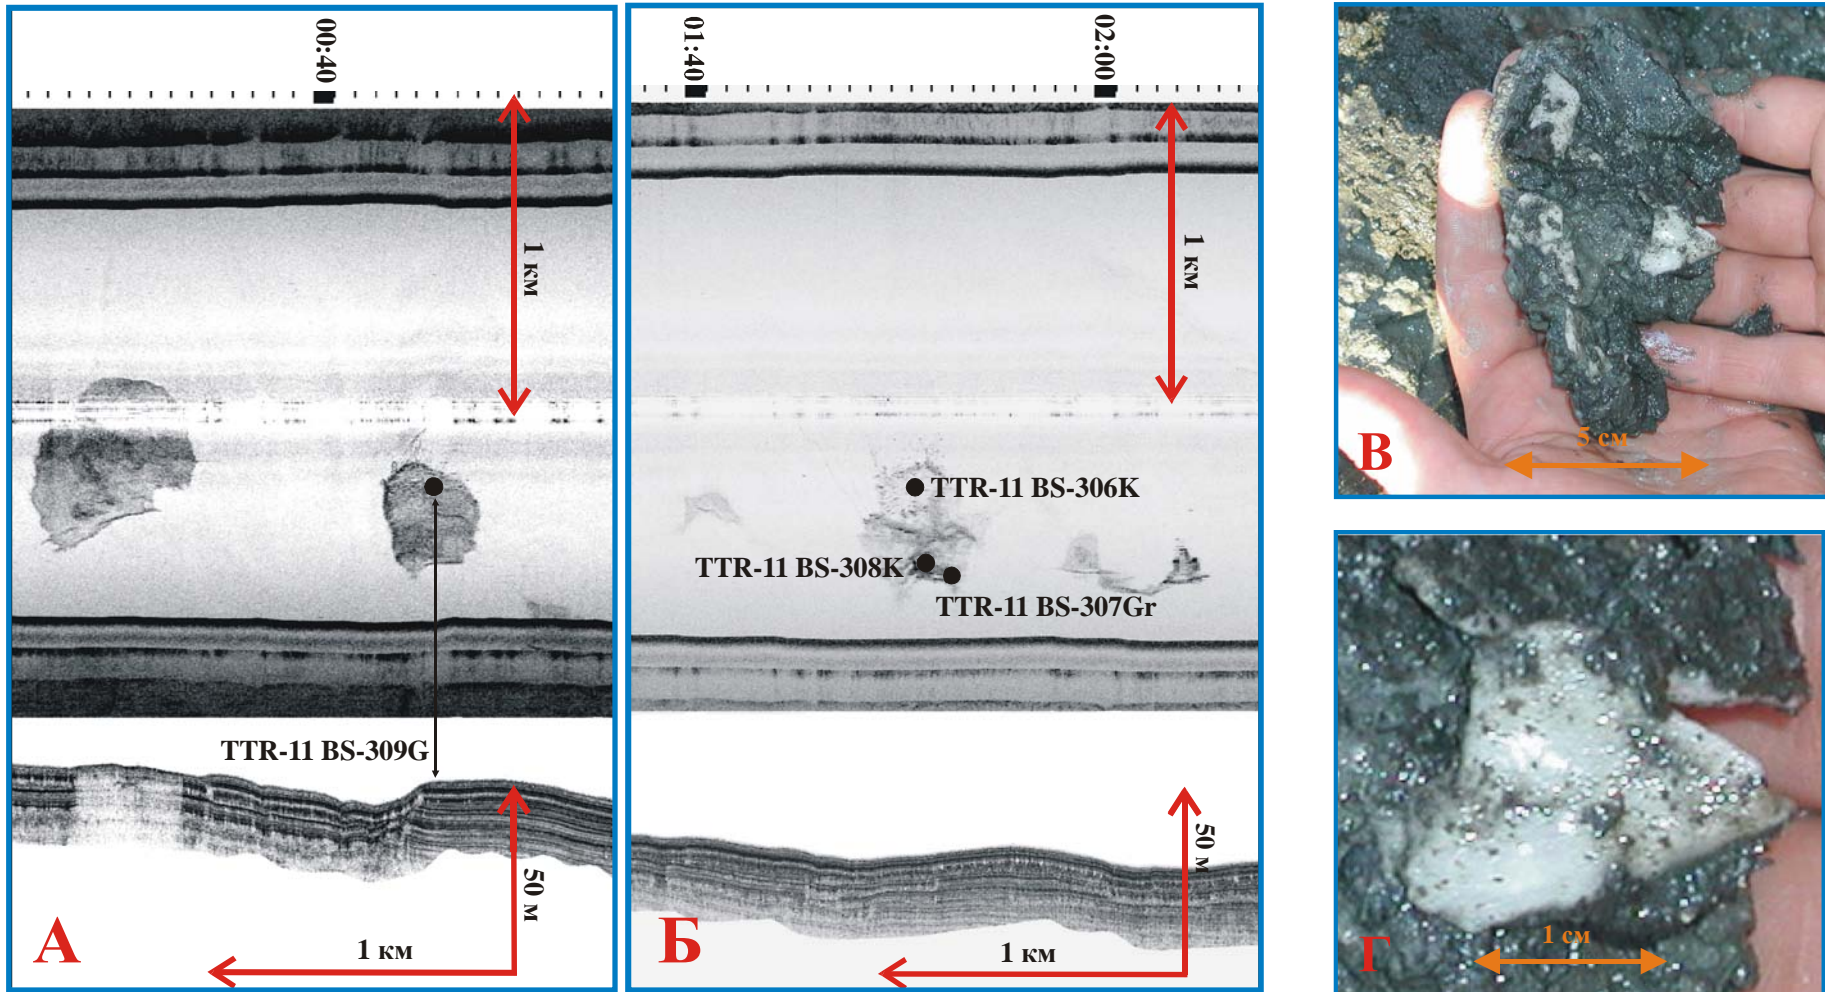 00:40
1 км
TTR-11 BS-309G
50 м
1 км
А
01:40
02:00
1 км
TTR-11 BS-306K
TTR-11 BS-308K
TTR-11 BS-307Gr
50 м
1 км
Б
5 см
В
1 см
Г